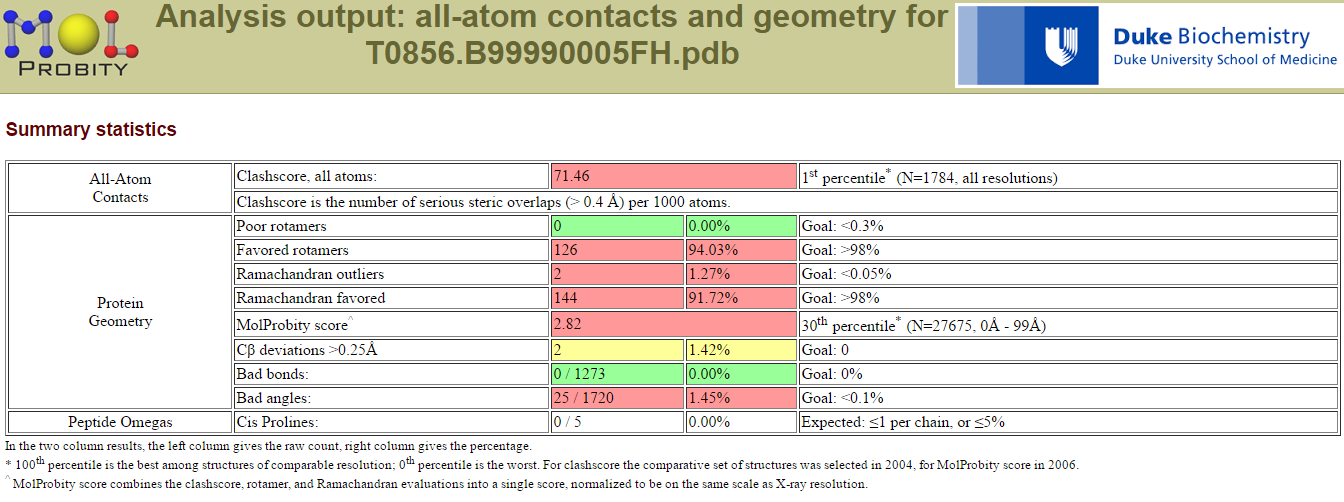 MOL
PROBITY
Analysis output: all-atom contacts and geometry for
T0856.B99990005FH.pdb
Duke Biochemistry
Duke University School of Medicine
Summary statistics
All-Atom
Contacts
Clashscore, all atoms: 71.46 1st percentile* (N=1784, all resolutions)
Clashscore is the number of serious steric overlaps (> 0.4 Å) per 1000 atoms.
Protein
Geometry
Poor rotamers 0 0.00% Goal: <0.3%
Favored rotamers 126 94.03% Goal: >98%
Ramachandran outliers 2 1.27% Goal: <0.05%
Ramachandran favored 144 91.72% Goal: >98%
MolProbity score^ 2.82 30th percentile* (N=27675, 0Å - 99Å)
Cβ deviations >0.25Å 2 1.42% Goal: 0
Bad bonds: 0 / 1273 0.00% Goal: 0%
Bad angles: 25 / 1720 1.45% Goal: <0.1%
Peptide Omegas Cis Prolines: 0 / 5 0.00% Expected: ≤1 per chain, or ≤5%
In the two column results, the left column gives the raw count, right column gives the percentage.
* 100th percentile is the best among structures of comparable resolution; 0th percentile is the worst. For clashscore the comparative set of structures was selected in 2004, for MolProbity score in 2006.
^ MolProbity score combines the clashscore, rotamer, and Ramachandran evaluations into a single score, normalized to be on the same scale as X-ray resolution.